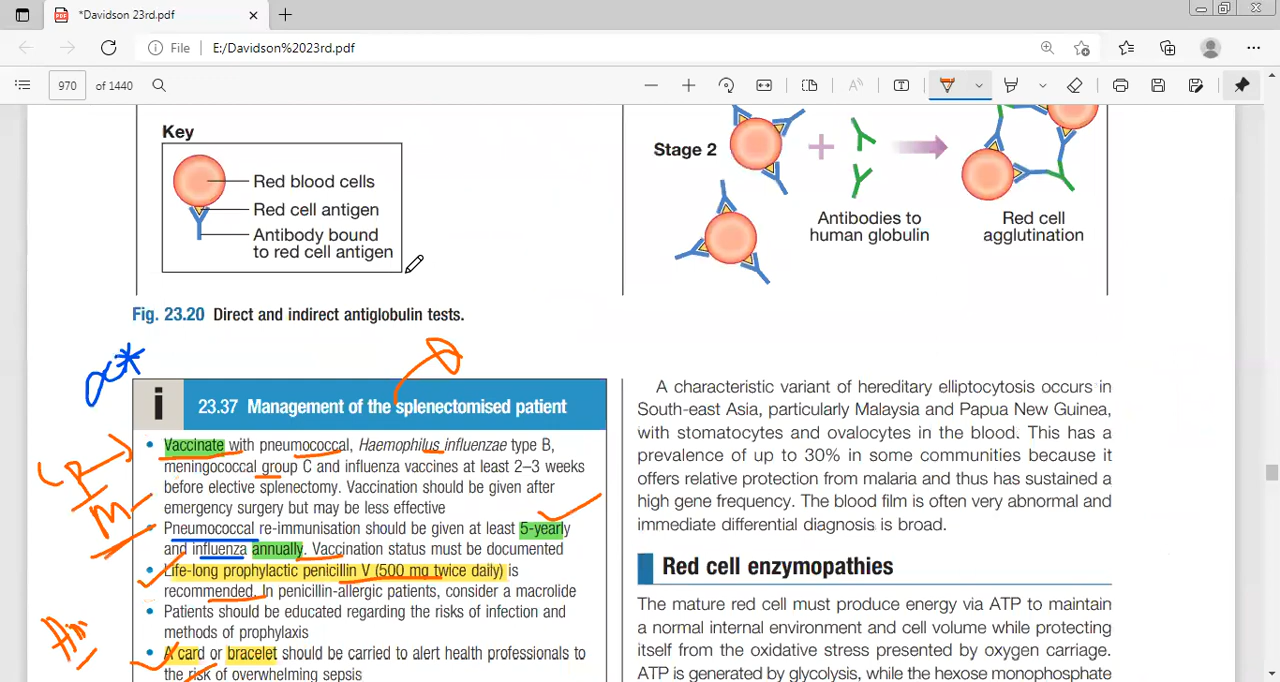 *Davidson 23rd.pdf
File E:/Davidson%2023rd.pdf
970 of 1440
Key
Red blood cells
Red cell antigen
Antibody bound
to red cell antigen
Stage 2
Antibodies to
human globulin
Red cell
agglutination
Fig. 23.20 Direct and indirect antiglobulin tests.
i 23.37 Management of the splenectomised patient
• Vaccinate with pneumococcal, Haemophilus influenzae type B,
meningococcal group C and influenza vaccines at least 2–3 weeks
before elective splenectomy. Vaccination should be given after
emergency surgery but may be less effective
• Pneumococcal re-immunisation should be given at least 5-yearly
and influenza annually. Vaccination status must be documented
• Life-long prophylactic penicillin V (500 mg twice daily) is
recommended. In penicillin-allergic patients, consider a macrolide
• Patients should be educated regarding the risks of infection and
methods of prophylaxis
• A card or bracelet should be carried to alert health professionals to
the risk of overwhelming sepsis
A characteristic variant of hereditary elliptocytosis occurs in
South-east Asia, particularly Malaysia and Papua New Guinea,
with stomatocytes and ovalocytes in the blood. This has a
prevalence of up to 30% in some communities because it
offers relative protection from malaria and thus has sustained a
high gene frequency. The blood film is often very abnormal and
immediate differential diagnosis is broad.
Red cell enzymopathies
The mature red cell must produce energy via ATP to maintain
a normal internal environment and cell volume while protecting
itself from the oxidative stress presented by oxygen carriage.
ATP is generated by glycolysis, while the hexose monophosphate